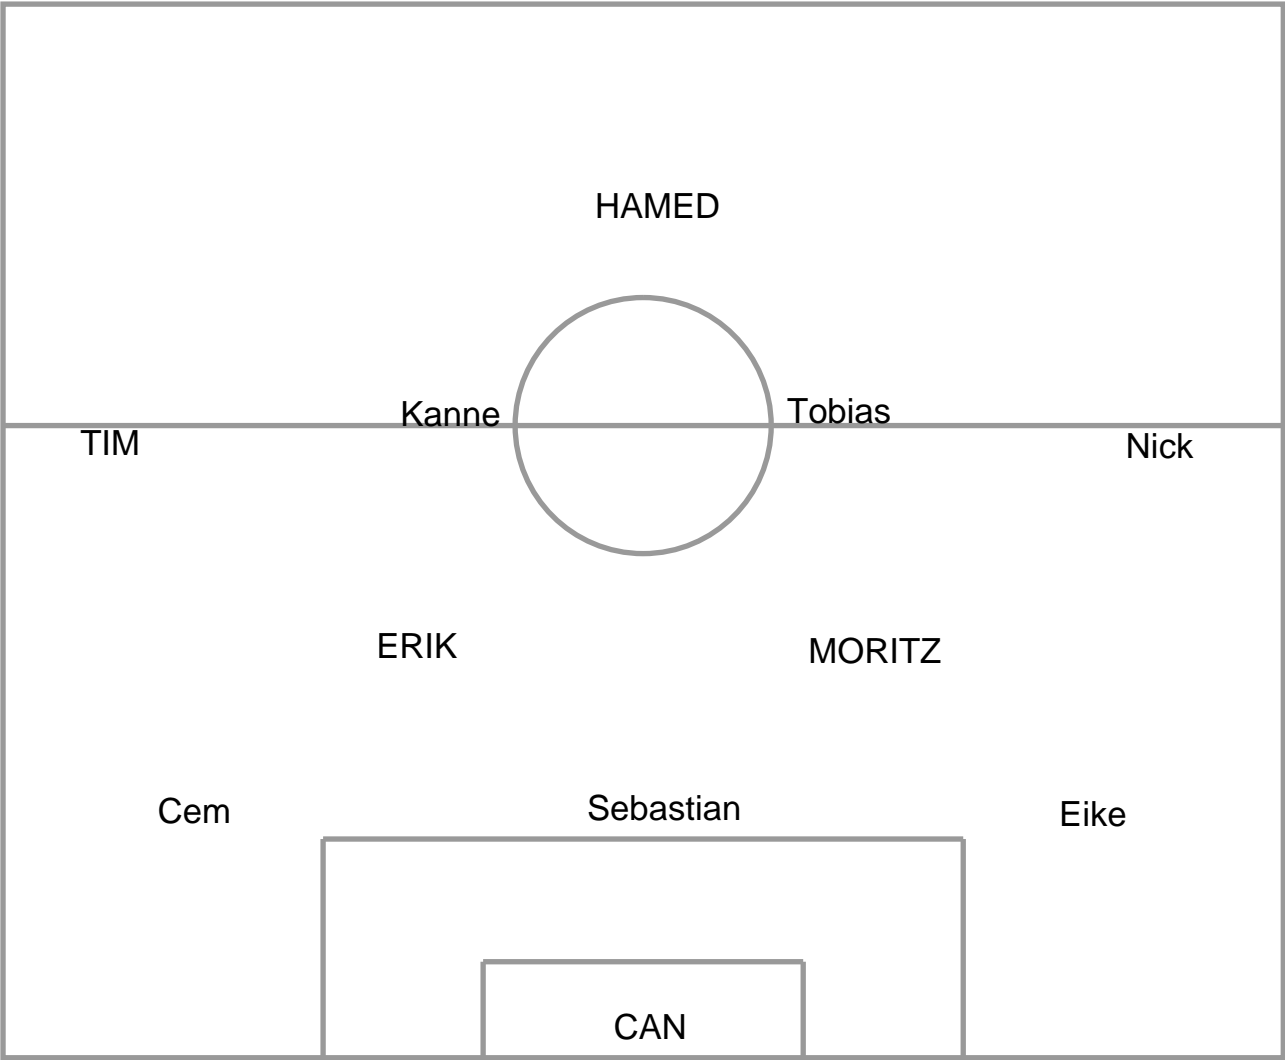 HAMED
Kanne Tobias
TIM Nick
ERIK MORITZ
Cem Sebastian Eike
CAN